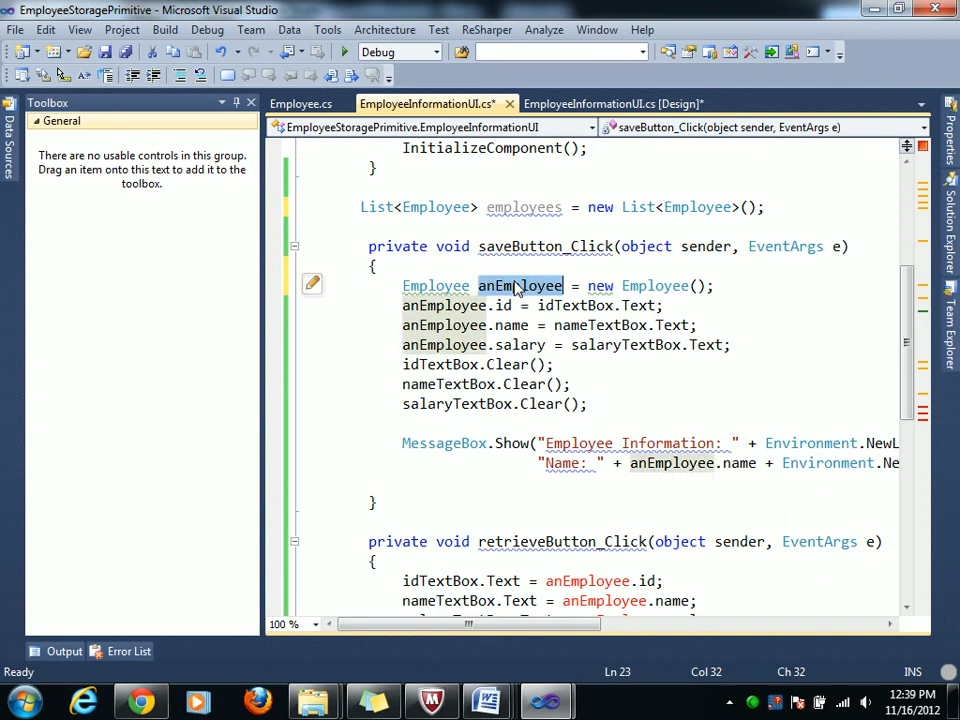 EmployeeStoragePrimitive - Microsoft Visual Studio
File Edit View Project Build Debug Team Data Tools Architecture Test ReSharper Analyze Window Help
Debug
Toolbox
Employee.cs EmployeeInformationUI.cs* EmployeeInformationUI.cs [Design]*
General
EmployeeStoragePrimitive.EmployeeInformationUI saveButton_Click(object sender, EventArgs e)
There are no usable controls in this group.
Drag an item onto this text to add it to the
toolbox.
Data Sources
Properties
Solution Explorer
Team Explorer
InitializeComponent();
}
List<Employee> employees = new List<Employee>();
private void saveButton_Click(object sender, EventArgs e)
{
Employee anEmployee = new Employee();
anEmployee.id = idTextBox.Text;
anEmployee.name = nameTextBox.Text;
anEmployee.salary = salaryTextBox.Text;
idTextBox.Clear();
nameTextBox.Clear();
salaryTextBox.Clear();
MessageBox.Show("Employee Information: " + Environment.NewL
"Name: " + anEmployee.name + Environment.Ne
}
private void retrieveButton_Click(object sender, EventArgs e)
{
idTextBox.Text = anEmployee.id;
nameTextBox.Text = anEmployee.name;
100 %
Output Error List
Ready Ln 23 Col 32 Ch 32 INS
12:39 PM
11/16/2012